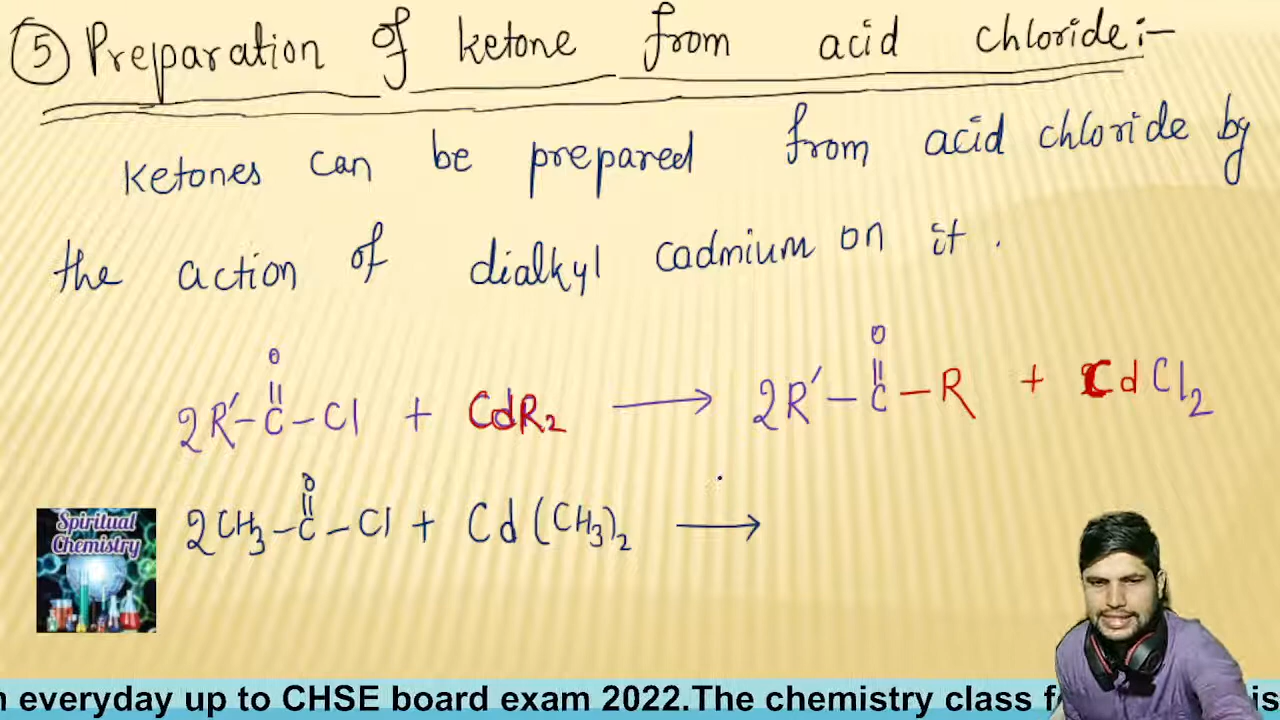 ⑤ Preparation of ketone from acid chloride:-
ketones can be prepared from acid chloride by
the action of dialkyl cadmium on it.
2R′-C(=O)-Cl + CdR₂ → 2R′-C(=O)-R + CdCl₂
2CH₃-C(=O)-Cl + Cd(CH₃)₂ →
Spiritual
Chemistry
everyday up to CHSE board exam 2022.The chemistry class